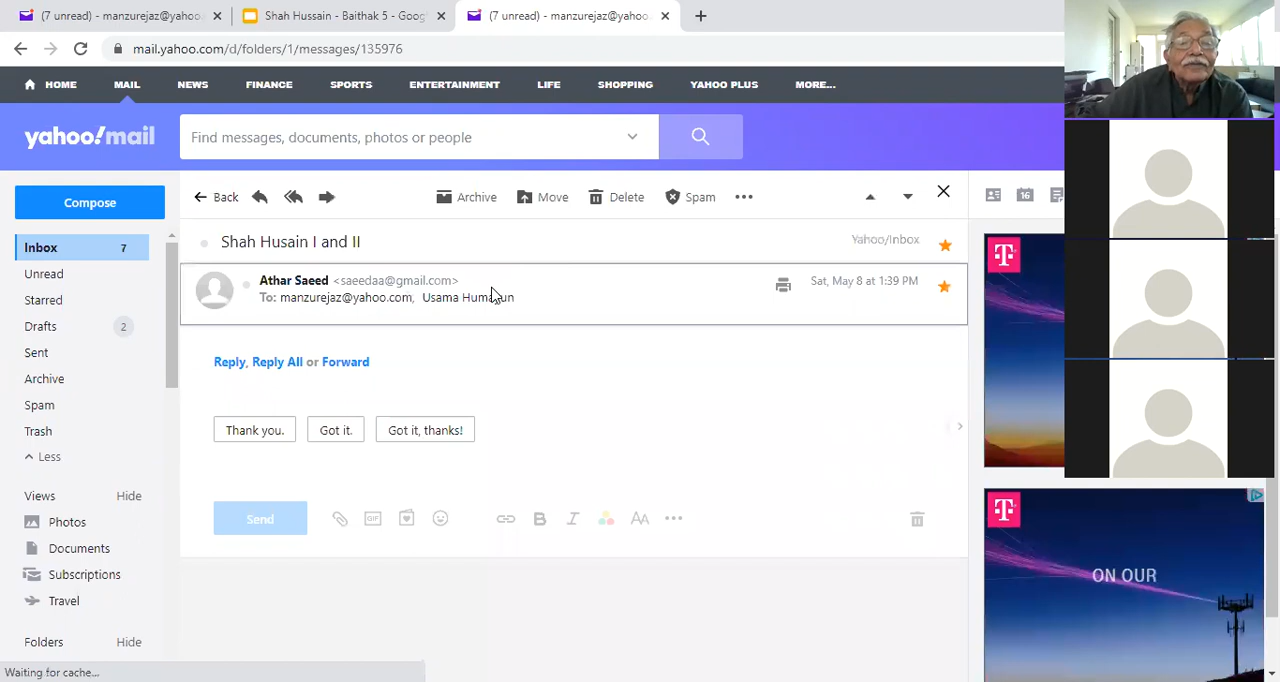 (7 unread) - manzurejaz@yahoo.
Shah Hussain - Baithak 5 - Goog
(7 unread) - manzurejaz@yahoo
mail.yahoo.com/d/folders/1/messages/135976
HOME MAIL NEWS FINANCE SPORTS ENTERTAINMENT LIFE SHOPPING YAHOO PLUS MORE...
yahoo!mail
Find messages, documents, photos or people
Compose
Back Archive Move Delete Spam
16
Inbox 7
Shah Husain I and II
Yahoo/Inbox
Unread
Athar Saeed <saeedaa@gmail.com>
Sat, May 8 at 1:39 PM
To: manzurejaz@yahoo.com, Usama Humayun
Starred
Drafts 2
Sent
Reply, Reply All or Forward
Archive
Spam
Trash
Thank you. Got it. Got it, thanks!
Less
Views Hide
Photos
Send
GIF
B I AA
Documents
Subscriptions
Travel
Folders Hide
T
T
ON OUR
Waiting for cache...